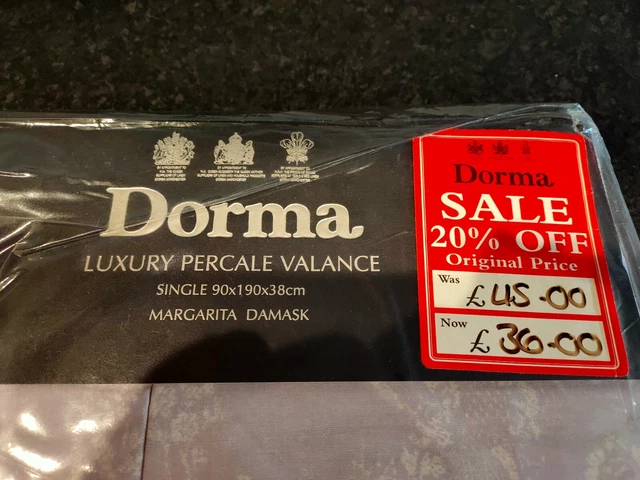 Dorma
LUXURY PERCALE VALANCE
SINGLE 90x190x38cm
MARGARITA DAMASK
Dorma
SALE
20% OFF
Original Price
Was
£45.00
Now
£36.00